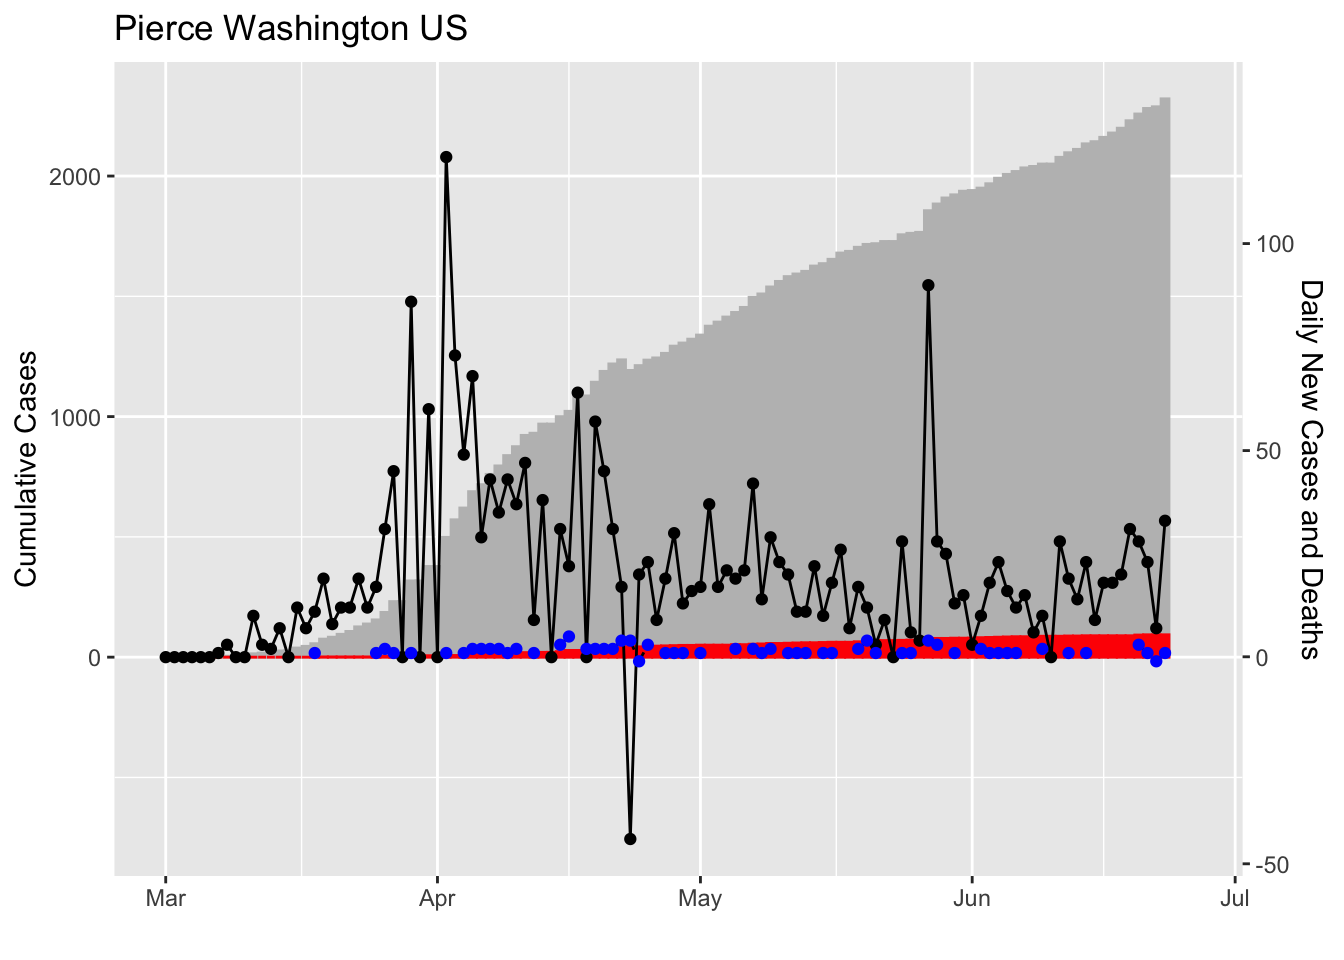 Pierce Washington US
Cumulative Cases
2000
1000
0
100
50
0
-50
Daily New Cases and Deaths
Mar
Apr
May
Jun
Jul